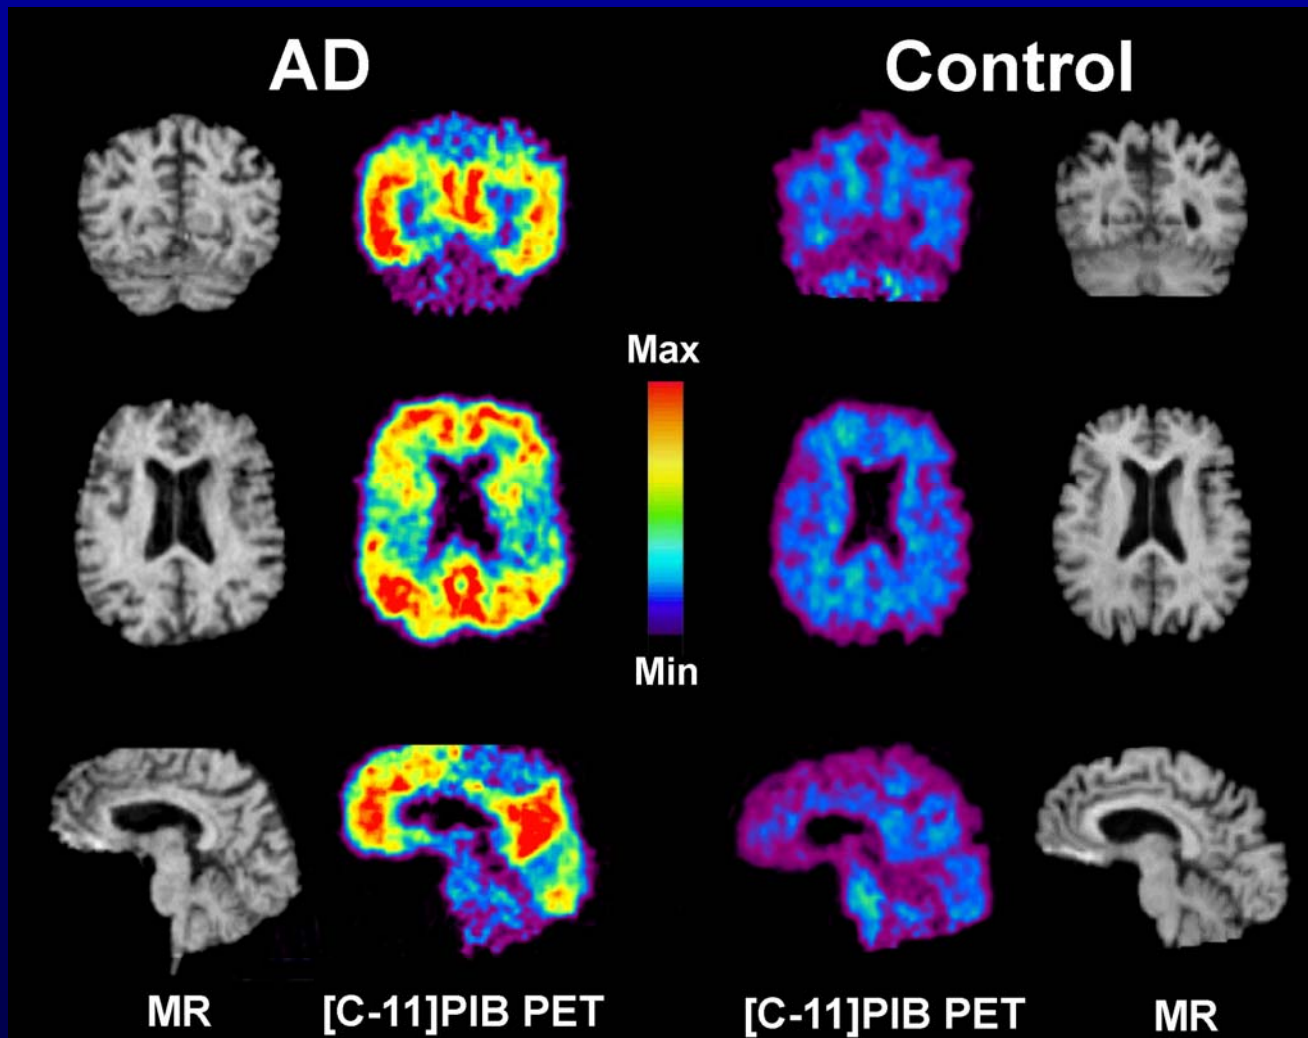 AD
Control
Max
Min
MR
[C-11]PIB PET
[C-11]PIB PET
MR